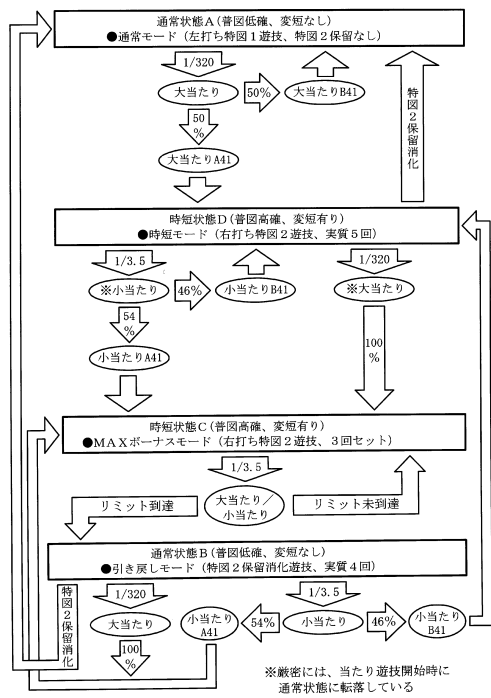 通常状態A(普図低確、変短なし)
●通常モード(左打ち特図1遊技、特図2保留なし)
1/320
大当たり
50%
大当たりB41
50
%
大当たりA41
特図2保留消化
時短状態D(普図高確、変短有り)
●時短モード(右打ち特図2遊技、実質5回)
1/3.5
1/320
※小当たり
46%
小当たりB41
※大当たり
54
%
100
%
小当たりA41
時短状態C(普図高確、変短有り)
●MAXボーナスモード(右打ち特図2遊技、3回セット)
1/3.5
リミット到達
大当たり/
小当たり
リミット未到達
通常状態B(普図低確、変短なし)
●引き戻しモード(特図2保留消化遊技、実質4回)
特図2保留消化
1/320
1/3.5
大当たり
小当たり
A41
54%
小当たり
46%
小当たり
B41
100
%
※厳密には、当たり遊技開始時に
通常状態に転落している